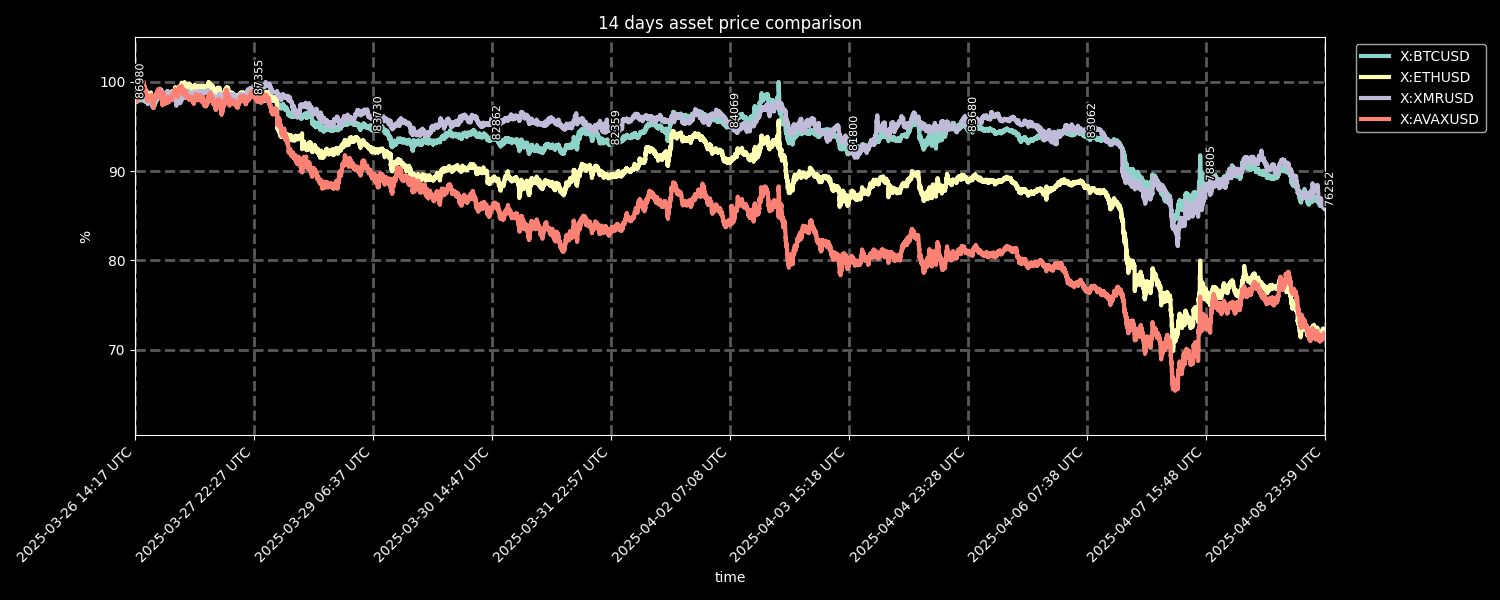 14 days asset price comparison
X:BTCUSD
X:ETHUSD
X:XMRUSD
X:AVAXUSD
%
100
90
80
70
86980
87355
83730
82862
82359
84069
81800
83680
83062
78805
76252
2025-03-26 14:17 UTC
2025-03-27 22:27 UTC
2025-03-29 06:37 UTC
2025-03-30 14:47 UTC
2025-03-31 22:57 UTC
2025-04-02 07:08 UTC
2025-04-03 15:18 UTC
2025-04-04 23:28 UTC
2025-04-06 07:38 UTC
2025-04-07 15:48 UTC
2025-04-08 23:59 UTC
time